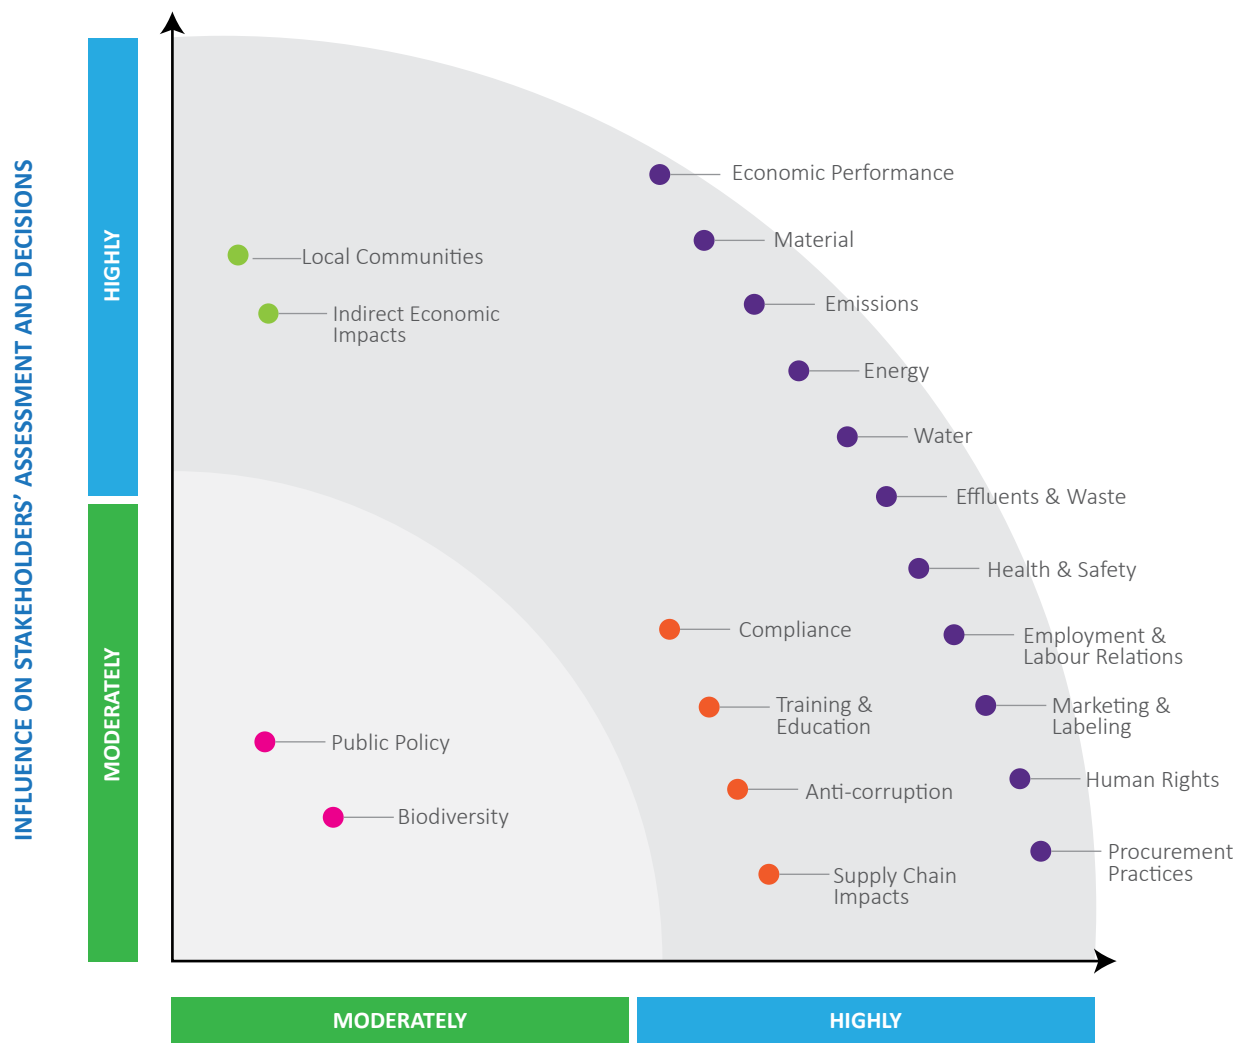 INFLUENCE ON STAKEHOLDERS' ASSESSMENT AND DECISIONS
HIGHLY
MODERATELY
Economic Performance
Material
Local Communities
Emissions
Indirect Economic
Impacts
Energy
Water
Effluents & Waste
Health & Safety
Compliance
Employment &
Labour Relations
Training &
Education
Marketing &
Labeling
Public Policy
Human Rights
Anti-corruption
Biodiversity
Procurement
Practices
Supply Chain
Impacts
MODERATELY
HIGHLY